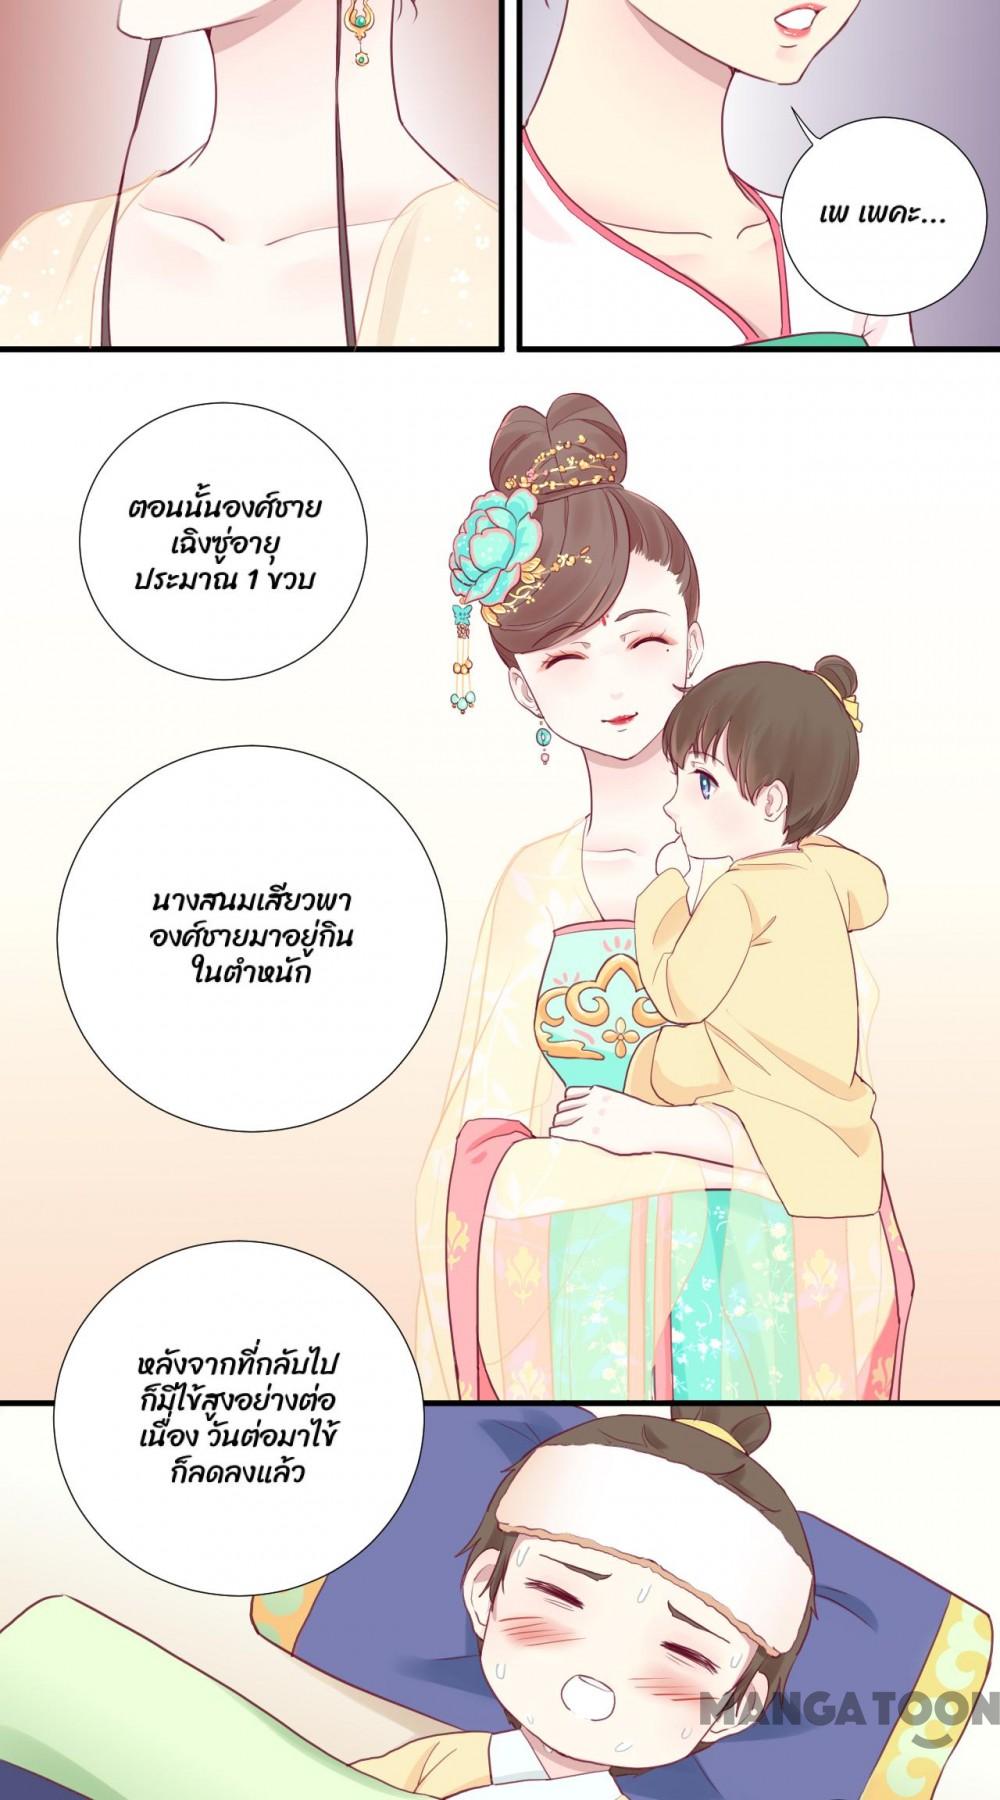 เพ เพคะ...
ตอนนั้นองค์ชาย
เฉิงซู่อายุ
ประมาณ 1 ขวบ
นางสนมเสียวพา
องค์ชายมาอยู่กิน
ในตำหนัก
หลังจากที่กลับไป
ก็มีไข้สูงอย่างต่อ
เนื่อง วันต่อมาไข้
ก็ลดลงแล้ว
MANGATOON